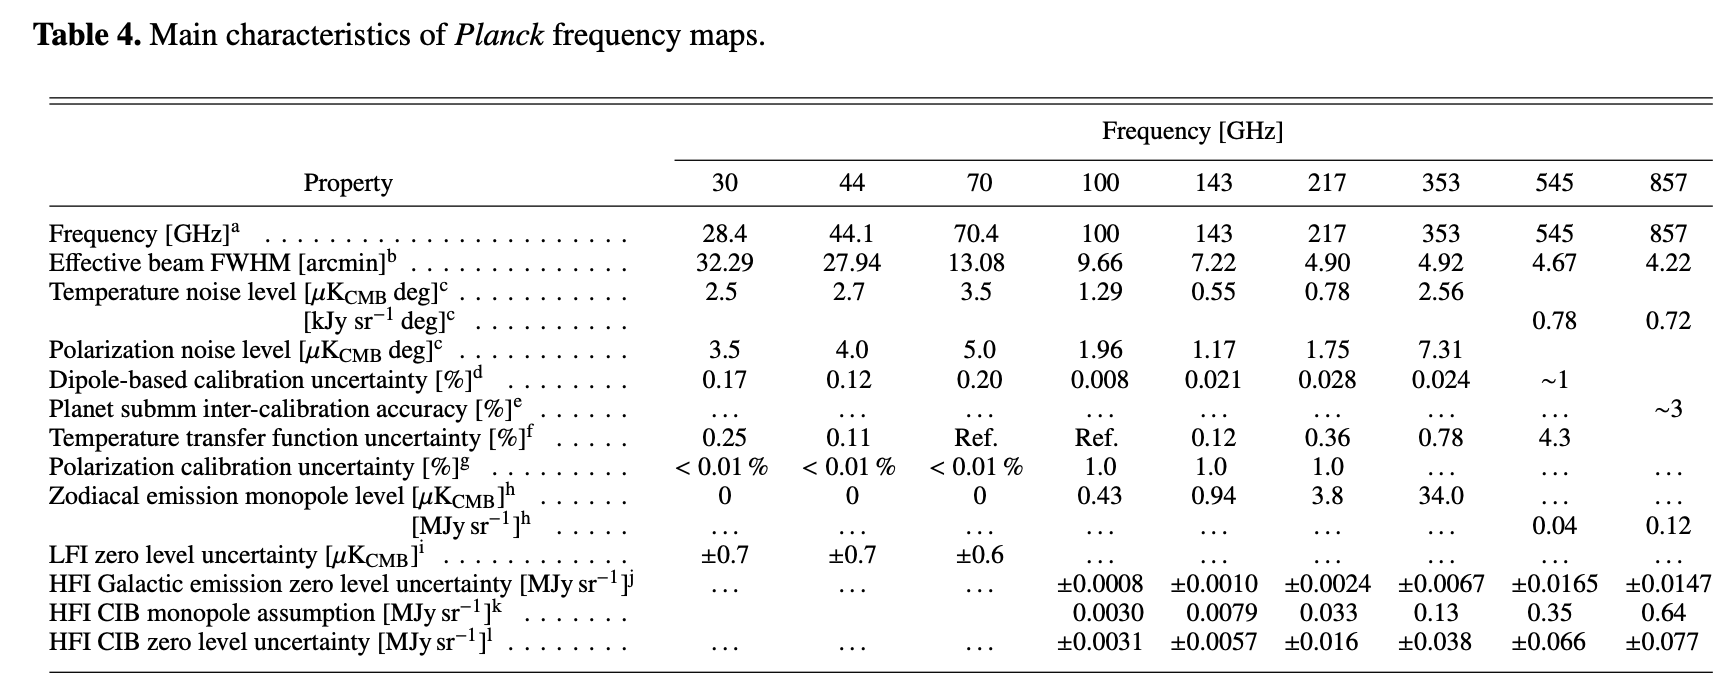 Table 4. Main characteristics of Planck frequency maps.
Frequency [GHz]
Property 30 44 70 100 143 217 353 545 857
Frequency [GHz]ᵃ . . . . . . . . . . . . . . . . . . . . . . . 28.4 44.1 70.4 100 143 217 353 545 857
Effective beam FWHM [arcmin]ᵇ . . . . . . . . . . . . . . 32.29 27.94 13.08 9.66 7.22 4.90 4.92 4.67 4.22
Temperature noise level [μK_CMB deg]ᶜ . . . . . . . . . . . 2.5 2.7 3.5 1.29 0.55 0.78 2.56
[kJy sr⁻¹ deg]ᶜ . . . . . . . . . . 0.78 0.72
Polarization noise level [μK_CMB deg]ᶜ . . . . . . . . . . . 3.5 4.0 5.0 1.96 1.17 1.75 7.31
Dipole-based calibration uncertainty [%]ᵈ . . . . . . . . 0.17 0.12 0.20 0.008 0.021 0.028 0.024 ~1
Planet submm inter-calibration accuracy [%]ᵉ . . . . . . . . . . . . . . . . . . . . . . . . . . . . . . ~3
Temperature transfer function uncertainty [%]ᶠ . . . . . 0.25 0.11 Ref. Ref. 0.12 0.36 0.78 4.3
Polarization calibration uncertainty [%]ᵍ . . . . . . . . . < 0.01 % < 0.01 % < 0.01 % 1.0 1.0 1.0 . . . . . . . . .
Zodiacal emission monopole level [μK_CMB]ʰ . . . . . . 0 0 0 0.43 0.94 3.8 34.0 . . . . . .
[MJy sr⁻¹]ʰ . . . . . . . . . . . . . . . . . . . . . . . . . . 0.04 0.12
LFI zero level uncertainty [μK_CMB]ⁱ . . . . . . . . . . . . ±0.7 ±0.7 ±0.6 . . . . . . . . . . . . . . . . . .
HFI Galactic emission zero level uncertainty [MJy sr⁻¹]ʲ . . . . . . . . . ±0.0008 ±0.0010 ±0.0024 ±0.0067 ±0.0165 ±0.0147
HFI CIB monopole assumption [MJy sr⁻¹]ᵏ . . . . . . . 0.0030 0.0079 0.033 0.13 0.35 0.64
HFI CIB zero level uncertainty [MJy sr⁻¹]ˡ . . . . . . . . . . . . . . . . . ±0.0031 ±0.0057 ±0.016 ±0.038 ±0.066 ±0.077